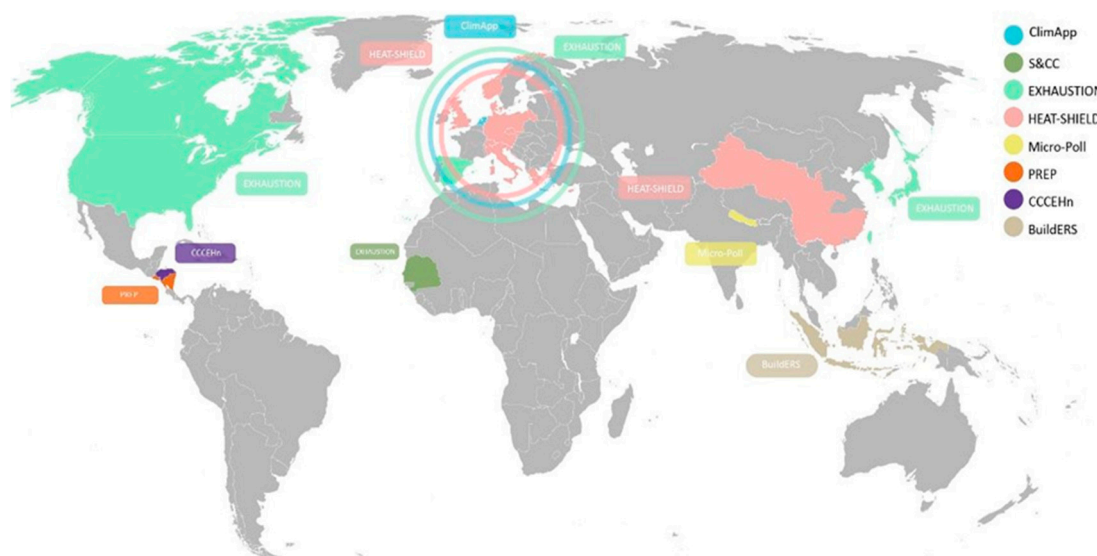 ClimApp
HEAT-SHIELD
EXHAUSTION
EXHAUSTION
HEAT-SHIELD
EXHAUSTION
CCCEHn
EXHAUSTION
Micro-Poll
PREP
BuildERS
ClimApp
S&CC
EXHAUSTION
HEAT-SHIELD
Micro-Poll
PREP
CCCEHn
BuildERS